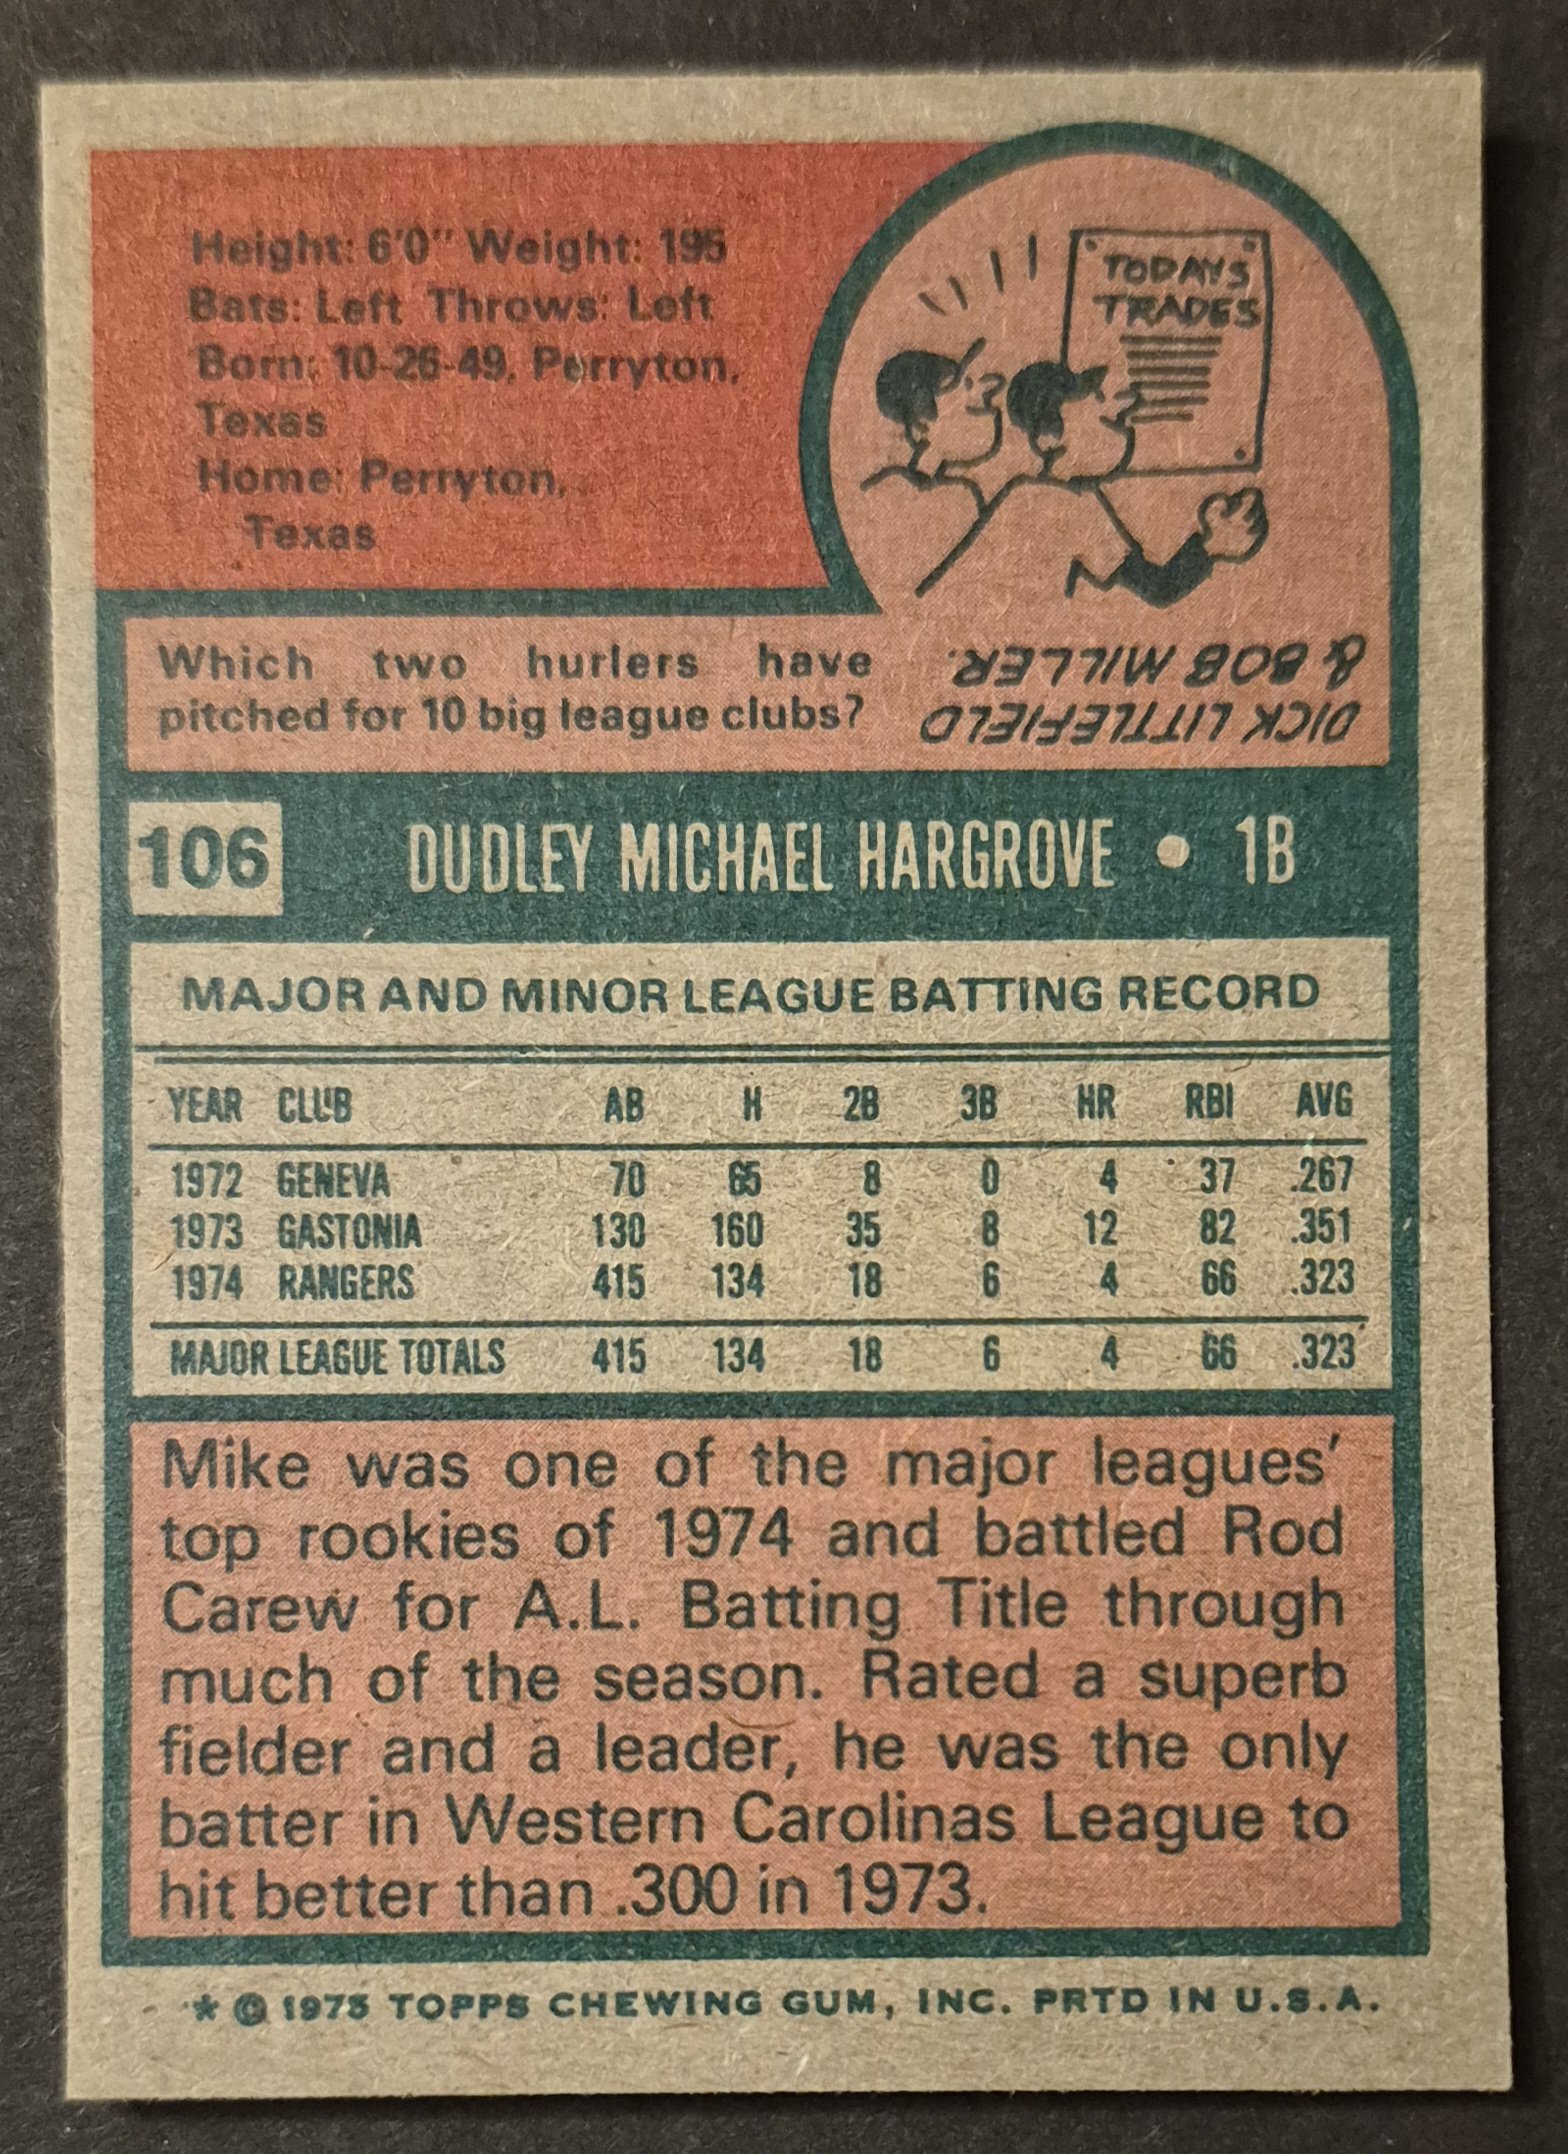 Height: 6'0" Weight: 195
Bats: Left Throws: Left
Born: 10-26-49, Perryton,
Texas
Home: Perryton,
Texas
TODAYS
TRADES
Which two hurlers have
pitched for 10 big league clubs?
DICK LITTLEFIELD
& BOB MILLER.
106 DUDLEY MICHAEL HARGROVE • 1B
MAJOR AND MINOR LEAGUE BATTING RECORD
YEAR CLUB AB H 2B 3B HR RBI AVG
1972 GENEVA 70 65 8 0 4 37 .267
1973 GASTONIA 130 160 35 8 12 82 .351
1974 RANGERS 415 134 18 6 4 66 .323
MAJOR LEAGUE TOTALS 415 134 18 6 4 66 .323
Mike was one of the major leagues'
top rookies of 1974 and battled Rod
Carew for A.L. Batting Title through
much of the season. Rated a superb
fielder and a leader, he was the only
batter in Western Carolinas League to
hit better than .300 in 1973.
* © 1975 TOPPS CHEWING GUM, INC. PRTD IN U.S.A.